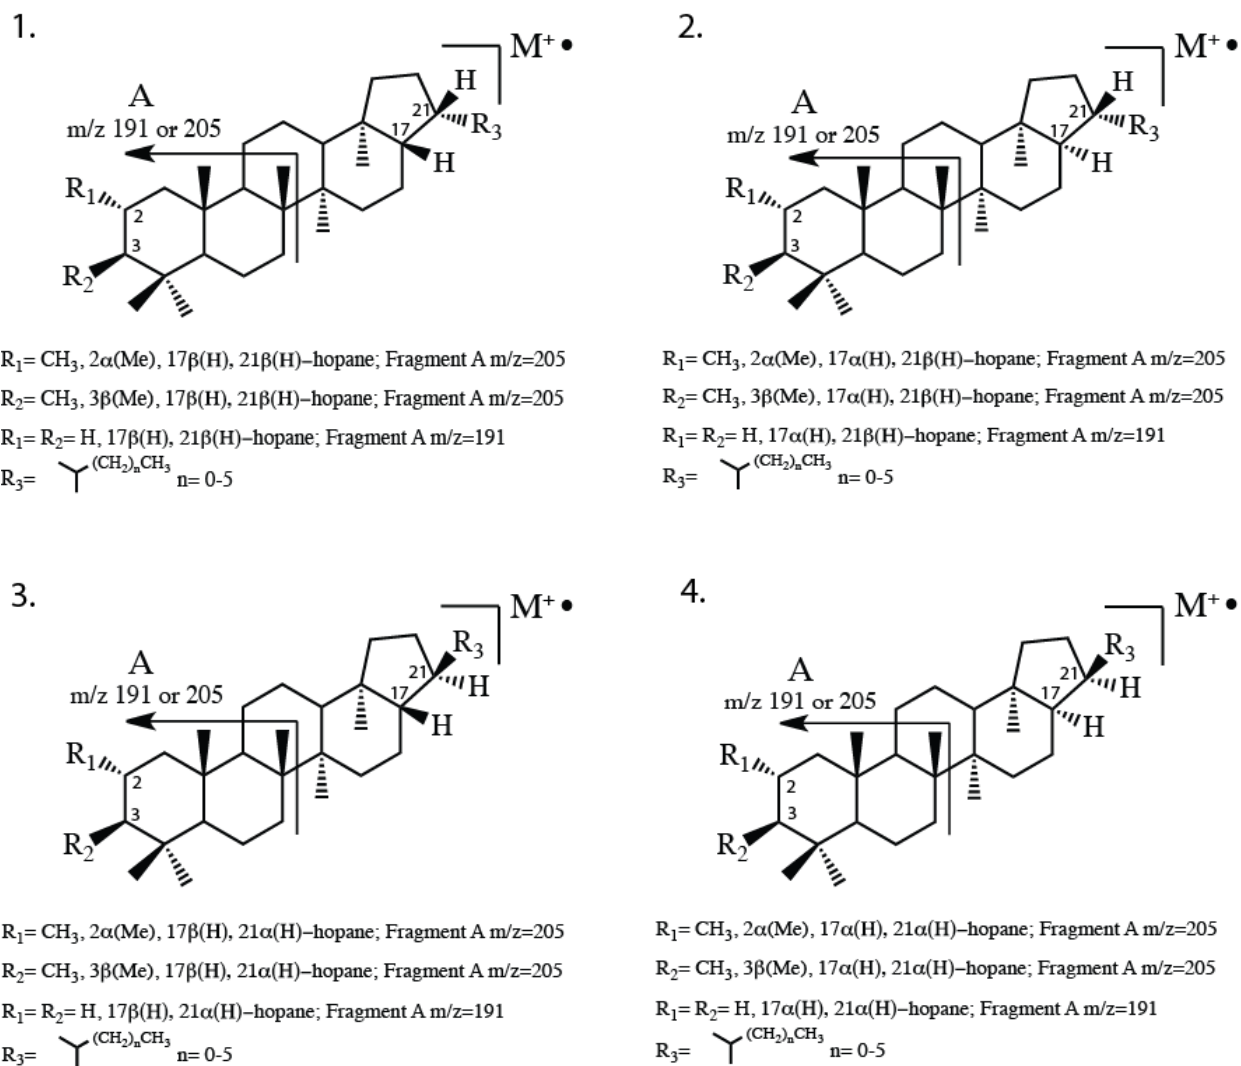 1.
M⁺•
A
m/z 191 or 205
H
21
R₃
17
H
R₁
2
3
R₂
R₁= CH₃, 2α(Me), 17β(H), 21β(H)–hopane; Fragment A m/z=205
R₂= CH₃, 3β(Me), 17β(H), 21β(H)–hopane; Fragment A m/z=205
R₁= R₂= H, 17β(H), 21β(H)–hopane; Fragment A m/z=191
R₃= (CH₂)ₙCH₃ n= 0-5
2.
M⁺•
A
m/z 191 or 205
H
21
R₃
17
H
R₁
2
3
R₂
R₁= CH₃, 2α(Me), 17α(H), 21β(H)–hopane; Fragment A m/z=205
R₂= CH₃, 3β(Me), 17α(H), 21β(H)–hopane; Fragment A m/z=205
R₁= R₂= H, 17α(H), 21β(H)–hopane; Fragment A m/z=191
R₃= (CH₂)ₙCH₃ n= 0-5
3.
M⁺•
A
m/z 191 or 205
R₃
21
H
17
H
R₁
2
3
R₂
R₁= CH₃, 2α(Me), 17β(H), 21α(H)–hopane; Fragment A m/z=205
R₂= CH₃, 3β(Me), 17β(H), 21α(H)–hopane; Fragment A m/z=205
R₁= R₂= H, 17β(H), 21α(H)–hopane; Fragment A m/z=191
R₃= (CH₂)ₙCH₃ n= 0-5
4.
M⁺•
A
m/z 191 or 205
R₃
21
H
17
H
R₁
2
3
R₂
R₁= CH₃, 2α(Me), 17α(H), 21α(H)–hopane; Fragment A m/z=205
R₂= CH₃, 3β(Me), 17α(H), 21α(H)–hopane; Fragment A m/z=205
R₁= R₂= H, 17α(H), 21α(H)–hopane; Fragment A m/z=191
R₃= (CH₂)ₙCH₃ n= 0-5